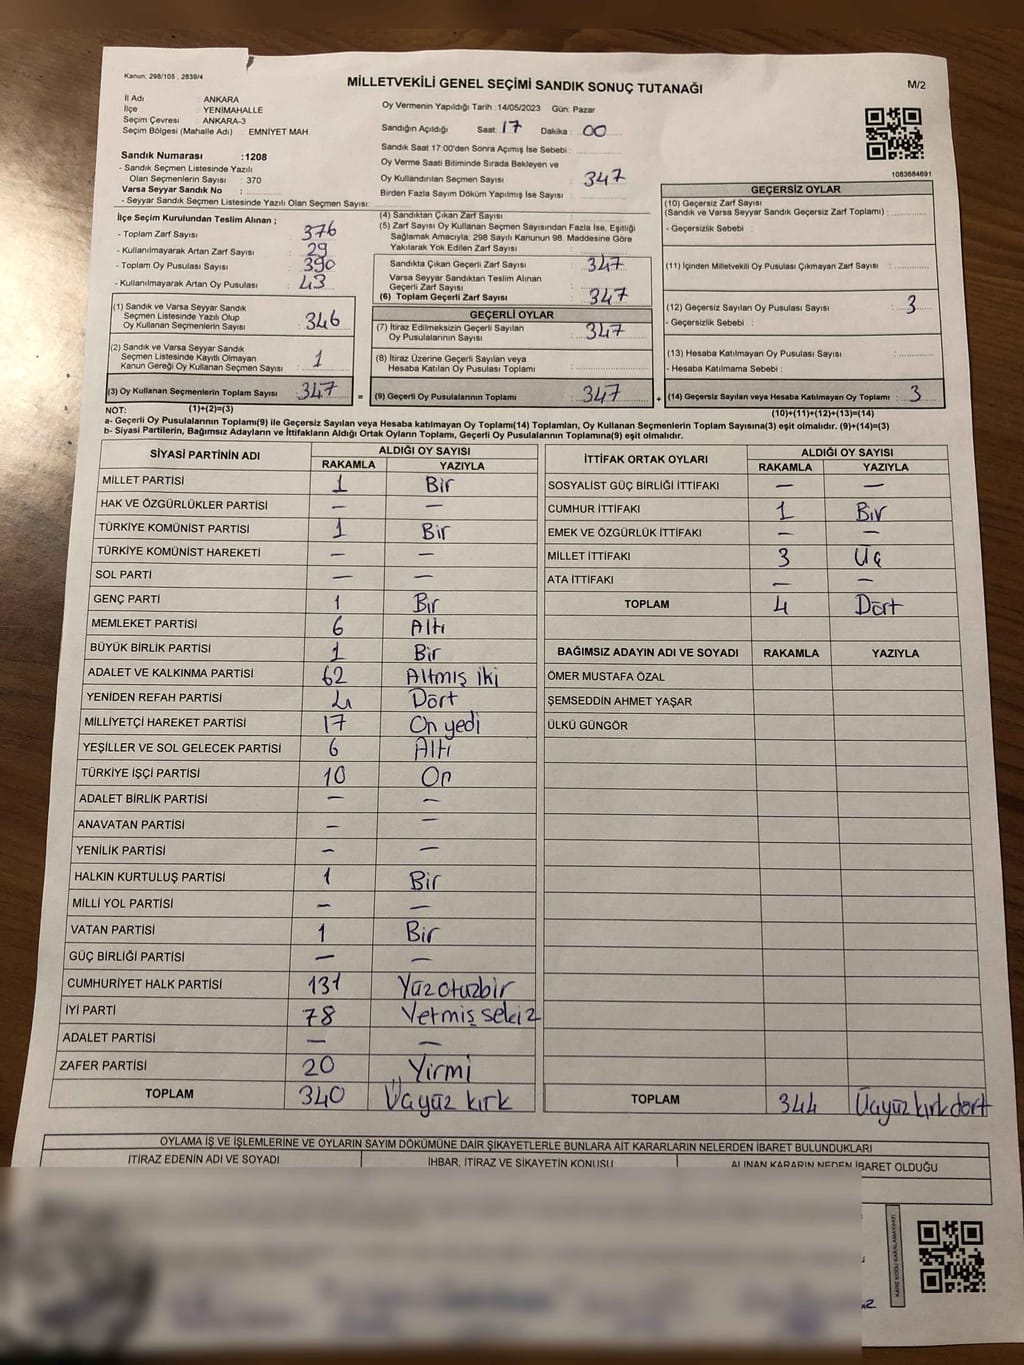 Kanun: 298/105 , 2839/4
MİLLETVEKİLİ GENEL SEÇİMİ SANDIK SONUÇ TUTANAĞI
M/2
İl Adı : ANKARA
İlçe : YENİMAHALLE
Seçim Çevresi : ANKARA-3
Seçim Bölgesi (Mahalle Adı) : EMNİYET MAH.
Oy Vermenin Yapıldığı Tarih :14/05/2023 Gün: Pazar
Sandığın Açıldığı Saat: 17 Dakika : 00
Sandık Saat 17:00'den Sonra Açımış İse Sebebi :
Oy Verme Saati Bitiminde Sırada Bekleyen ve
Oy Kullandırılan Seçmen Sayısı : 347
Birden Fazla Sayım Döküm Yapılmış İse Sayısı :
1083684691
Sandık Numarası :1208
- Sandık Seçmen Listesinde Yazılı
Olan Seçmenlerin Sayısı : 370
Varsa Seyyar Sandık No :
- Seyyar Sandık Seçmen Listesinde Yazılı Olan Seçmen Sayısı:
İlçe Seçim Kurulundan Teslim Alınan ;
- Toplam Zarf Sayısı : 376
- Kullanılmayarak Artan Zarf Sayısı : 29
- Toplam Oy Pusulası Sayısı : 390
- Kullanılmayarak Artan Oy Pusulası : 43
(1) Sandık ve Varsa Seyyar Sandık
Seçmen Listesinde Yazılı Olup
Oy Kullanan Seçmenlerin Sayısı : 346
(2) Sandık ve Varsa Seyyar Sandık
Seçmen Listesinde Kayıtlı Olmayan
Kanun Gereği Oy Kullanan Seçmen Sayısı : 1
(3) Oy Kullanan Seçmenlerin Toplam Sayısı : 347
(1)+(2)=(3)
(4) Sandıktan Çıkan Zarf Sayısı :
(5) Zarf Sayısı Oy Kullanan Seçmen Sayısından Fazla İse, Eşitliği
Sağlamak Amacıyla; 298 Sayılı Kanunun 98. Maddesine Göre
Yakılarak Yok Edilen Zarf Sayısı :
Sandıkta Çıkan Geçerli Zarf Sayısı : 347
Varsa Seyyar Sandıktan Teslim Alınan
Geçerli Zarf Sayısı :
(6) Toplam Geçerli Zarf Sayısı : 347
GEÇERLİ OYLAR
(7) İtiraz Edilmeksizin Geçerli Sayılan
Oy Pusulalarının Sayısı : 347
(8) İtiraz Üzerine Geçerli Sayılan veya
Hesaba Katılan Oy Pusulası Toplamı :
= (9) Geçerli Oy Pusulalarının Toplamı : 347
GEÇERSİZ OYLAR
(10) Geçersiz Zarf Sayısı
(Sandık ve Varsa Seyyar Sandık Geçersiz Zarf Toplamı) :
- Geçersizlik Sebebi :
(11) İçinden Milletvekili Oy Pusulası Çıkmayan Zarf Sayısı :
(12) Geçersiz Sayılan Oy Pusulası Sayısı : 3
- Geçersizlik Sebebi :
(13) Hesaba Katılmayan Oy Pusulası Sayısı :
- Hesaba Katılmama Sebebi :
+ (14) Geçersiz Sayılan veya Hesaba Katılmayan Oy Toplamı : 3
(10)+(11)+(12)+(13)=(14)
NOT:
a- Geçerli Oy Pusulalarının Toplamı(9) ile Geçersiz Sayılan veya Hesaba katılmayan Oy Toplamı(14) Toplamları, Oy Kullanan Seçmenlerin Toplam Sayısına(3) eşit olmalıdır. (9)+(14)=(3)
b- Siyasi Partilerin, Bağımsız Adayların ve İttifakların Aldığı Ortak Oyların Toplamı, Geçerli Oy Pusulalarının Toplamına(9) eşit olmalıdır.
SİYASİ PARTİNİN ADI ALDIĞI OY SAYISI
RAKAMLA YAZIYLA
MİLLET PARTİSİ 1 Bir
HAK VE ÖZGÜRLÜKLER PARTİSİ — —
TÜRKİYE KOMÜNİST PARTİSİ 1 Bir
TÜRKİYE KOMÜNİST HAREKETİ — —
SOL PARTİ — —
GENÇ PARTİ 1 Bir
MEMLEKET PARTİSİ 6 Altı
BÜYÜK BİRLİK PARTİSİ 1 Bir
ADALET VE KALKINMA PARTİSİ 62 Altmış iki
YENİDEN REFAH PARTİSİ 4 Dört
MİLLİYETÇİ HAREKET PARTİSİ 17 On yedi
YEŞİLLER VE SOL GELECEK PARTİSİ 6 Altı
TÜRKİYE İŞÇİ PARTİSİ 10 On
ADALET BİRLİK PARTİSİ — —
ANAVATAN PARTİSİ — —
YENİLİK PARTİSİ — —
HALKIN KURTULUŞ PARTİSİ 1 Bir
MİLLİ YOL PARTİSİ — —
VATAN PARTİSİ 1 Bir
GÜÇ BİRLİĞİ PARTİSİ — —
CUMHURİYET HALK PARTİSİ 131 Yüzotuzbir
İYİ PARTİ 78 Yetmiş sekiz
ADALET PARTİSİ — —
ZAFER PARTİSİ 20 Yirmi
TOPLAM 340 Üçyüz kırk
İTTİFAK ORTAK OYLARI ALDIĞI OY SAYISI
RAKAMLA YAZIYLA
SOSYALİST GÜÇ BİRLİĞİ İTTİFAKI — —
CUMHUR İTTİFAKI 1 Bir
EMEK VE ÖZGÜRLÜK İTTİFAKI — —
MİLLET İTTİFAKI 3 Üç
ATA İTTİFAKI — —
TOPLAM 4 Dört
BAĞIMSIZ ADAYIN ADI VE SOYADI RAKAMLA YAZIYLA
ÖMER MUSTAFA ÖZAL
ŞEMSEDDİN AHMET YAŞAR
ÜLKÜ GÜNGÖR
TOPLAM 344 Üçyüz kırkdört
OYLAMA İŞ VE İŞLEMLERİNE VE OYLARIN SAYIM DÖKÜMÜNE DAİR ŞİKAYETLERLE BUNLARA AİT KARARLARIN NELERDEN İBARET BULUNDUKLARI
İTİRAZ EDENİN ADI VE SOYADI İHBAR, İTİRAZ VE ŞİKAYETİN KONUSU ALINAN KARARIN NEDEN İBARET OLDUĞU
KARE KODU KARALAMAYINIZ!